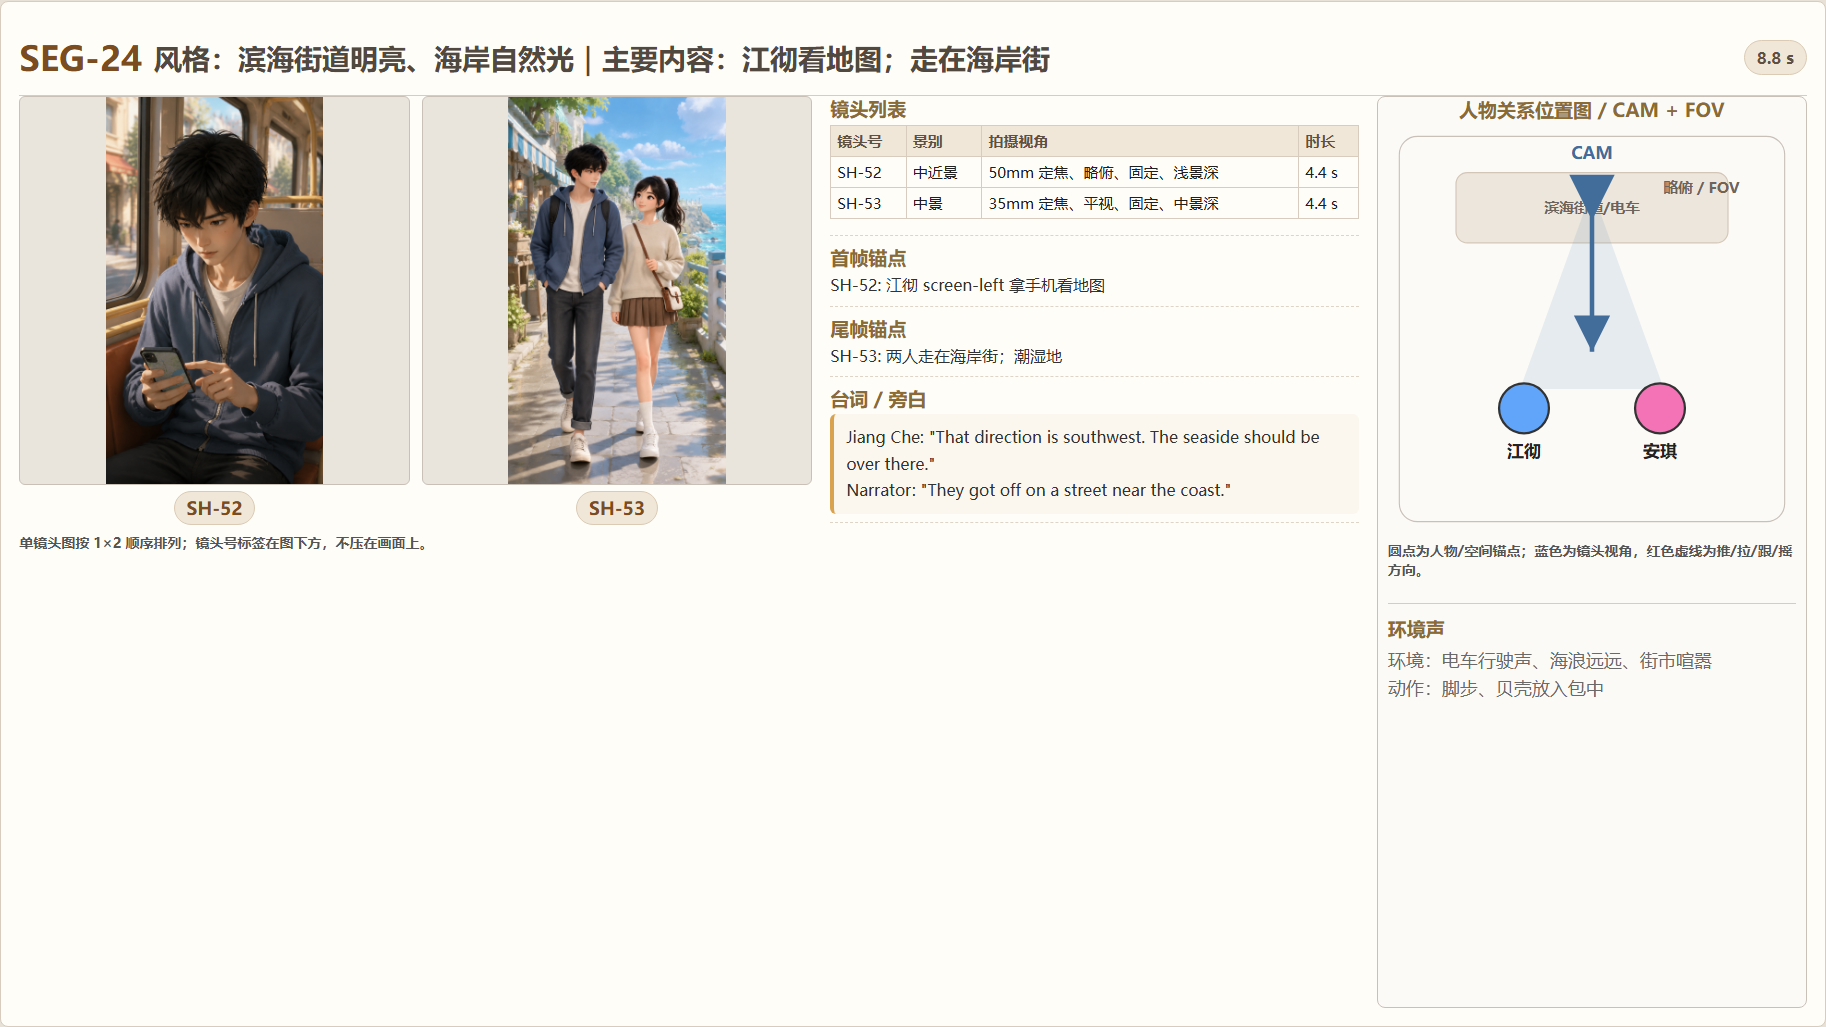 SEG-24 风格：滨海街道明亮、海岸自然光 | 主要内容：江彻看地图；走在海岸街
8.8 s
SH-52
SH-53
单镜头图按 1×2 顺序排列；镜头号标签在图下方，不压在画面上。
镜头列表
镜头号 景别 拍摄视角 时长
SH-52 中近景 50mm 定焦、略俯、固定、浅景深 4.4 s
SH-53 中景 35mm 定焦、平视、固定、中景深 4.4 s
首帧锚点
SH-52: 江彻 screen-left 拿手机看地图
尾帧锚点
SH-53: 两人走在海岸街；潮湿地
台词 / 旁白
Jiang Che: "That direction is southwest. The seaside should be
over there."
Narrator: "They got off on a street near the coast."
人物关系位置图 / CAM + FOV
CAM
略俯 / FOV
滨海街道/电车
江彻
安琪
圆点为人物/空间锚点；蓝色为镜头视角，红色虚线为推/拉/跟/摇
方向。
环境声
环境：电车行驶声、海浪远远、街市喧嚣
动作：脚步、贝壳放入包中